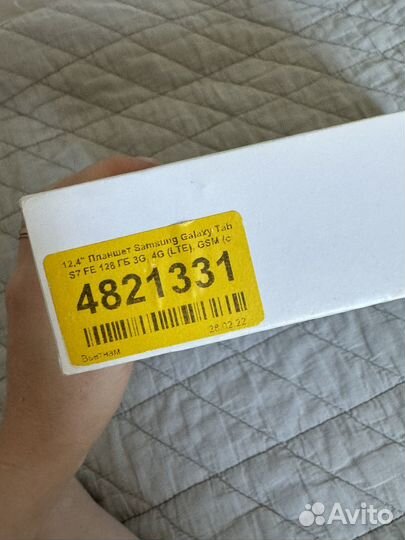 12,4" Планшет Samsung Galaxy Tab
S7 FE 128 ГБ 3G, 4G (LTE), GSM (с
4821331
Вьетнам 26.02.22
Avito